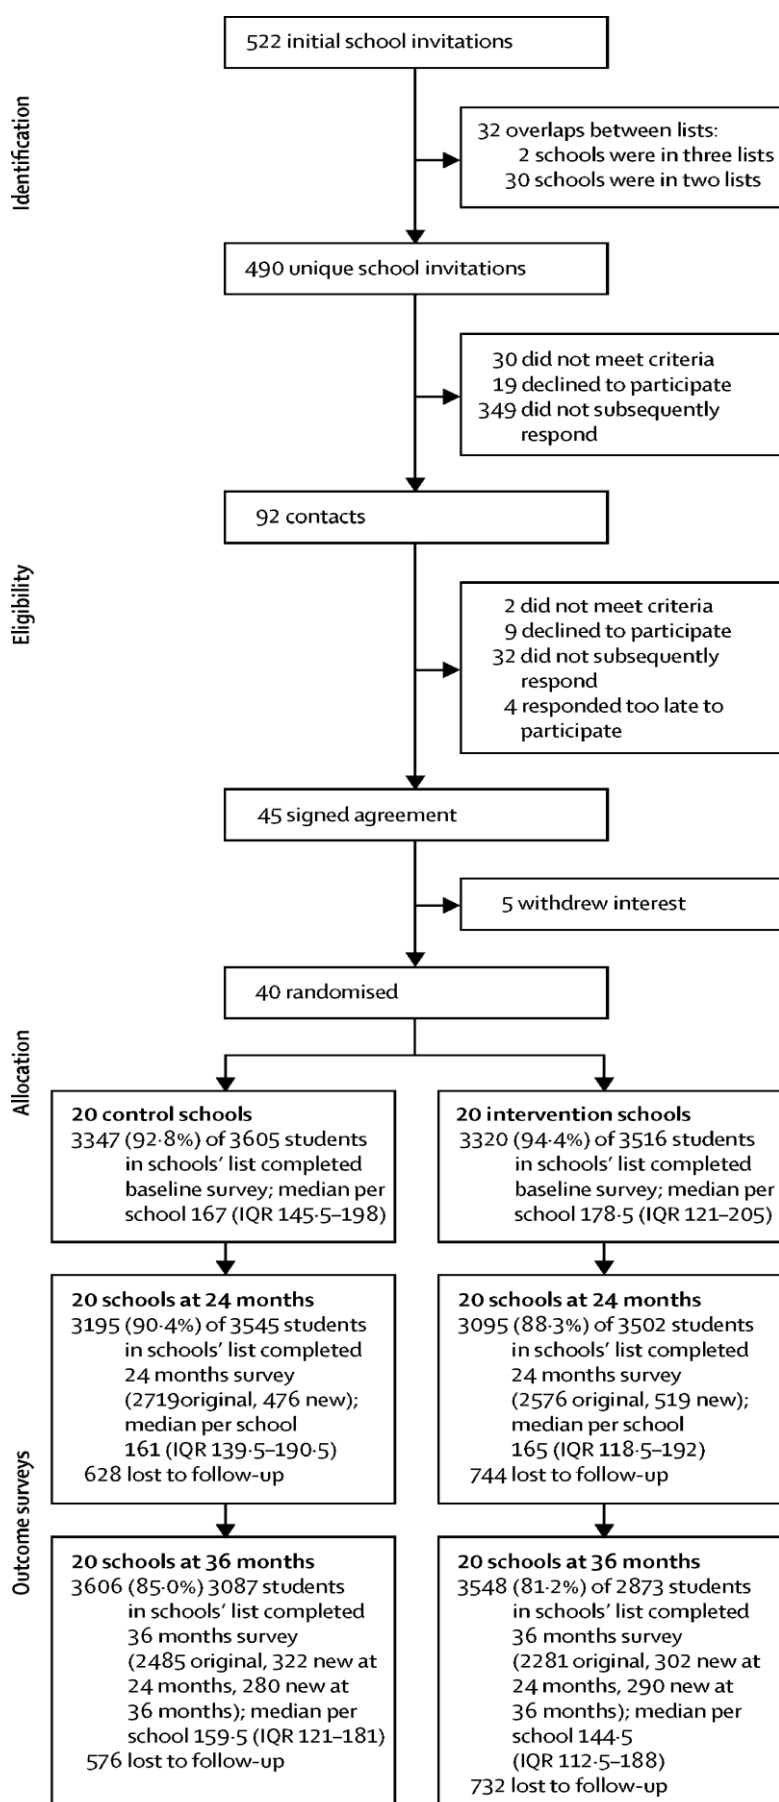 522 initial school invitations
Identification
32 overlaps between lists:
2 schools were in three lists
30 schools were in two lists
490 unique school invitations
30 did not meet criteria
19 declined to participate
349 did not subsequently
respond
Eligibility
92 contacts
2 did not meet criteria
9 declined to participate
32 did not subsequently
respond
4 responded too late to
participate
45 signed agreement
5 withdrew interest
40 randomised
Allocation
20 control schools
3347 (92·8%) of 3605 students
in schools' list completed
baseline survey; median per
school 167 (IQR 145·5–198)
20 intervention schools
3320 (94·4%) of 3516 students
in schools' list completed
baseline survey; median per
school 178·5 (IQR 121–205)
Outcome surveys
20 schools at 24 months
3195 (90·4%) of 3545 students
in schools' list completed
24 months survey
(2719original, 476 new);
median per school
161 (IQR 139·5–190·5)
628 lost to follow-up
20 schools at 24 months
3095 (88·3%) of 3502 students
in schools' list completed
24 months survey
(2576 original, 519 new);
median per school
165 (IQR 118·5–192)
744 lost to follow-up
20 schools at 36 months
3606 (85·0%) 3087 students
in schools' list completed
36 months survey
(2485 original, 322 new at
24 months, 280 new at
36 months); median per
school 159·5 (IQR 121–181)
576 lost to follow-up
20 schools at 36 months
3548 (81·2%) of 2873 students
in schools' list completed
36 months survey
(2281 original, 302 new at
24 months, 290 new at
36 months); median per
school 144·5
(IQR 112·5–188)
732 lost to follow-up